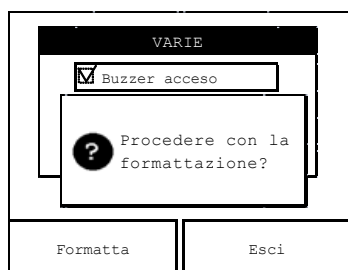 VARIE
Buzzer acceso
?
Procedere con la
formattazione?
Formatta
Esci